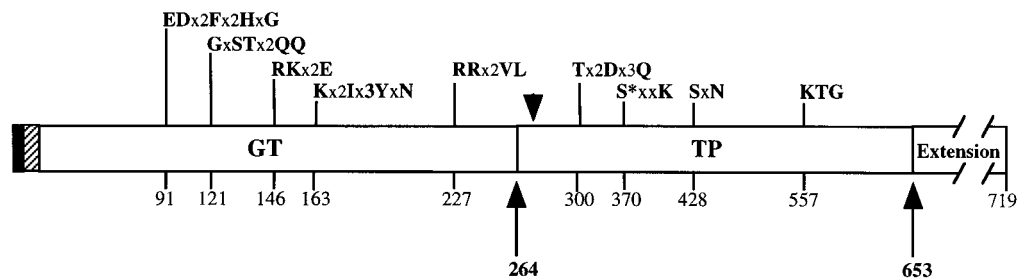 EDx2Fx2HxG
GxSTx2QQ
RKx2E
Kx2Ix3YxN
RRx2VL
Tx2Dx3Q
S*xxK
SxN
KTG
GT
TP
Extension
91
121
146
163
227
300
370
428
557
719
264
653